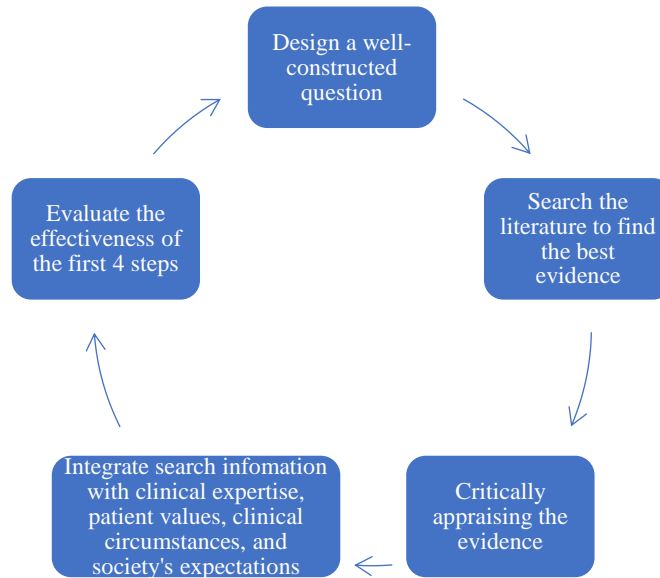 Design a well-
constructed
question
Search the
literature to find
the best
evidence
Critically
appraising the
evidence
Integrate search infomation
with clinical expertise,
patient values, clinical
circumstances, and
society's expectations
Evaluate the
effectiveness of
the first 4 steps